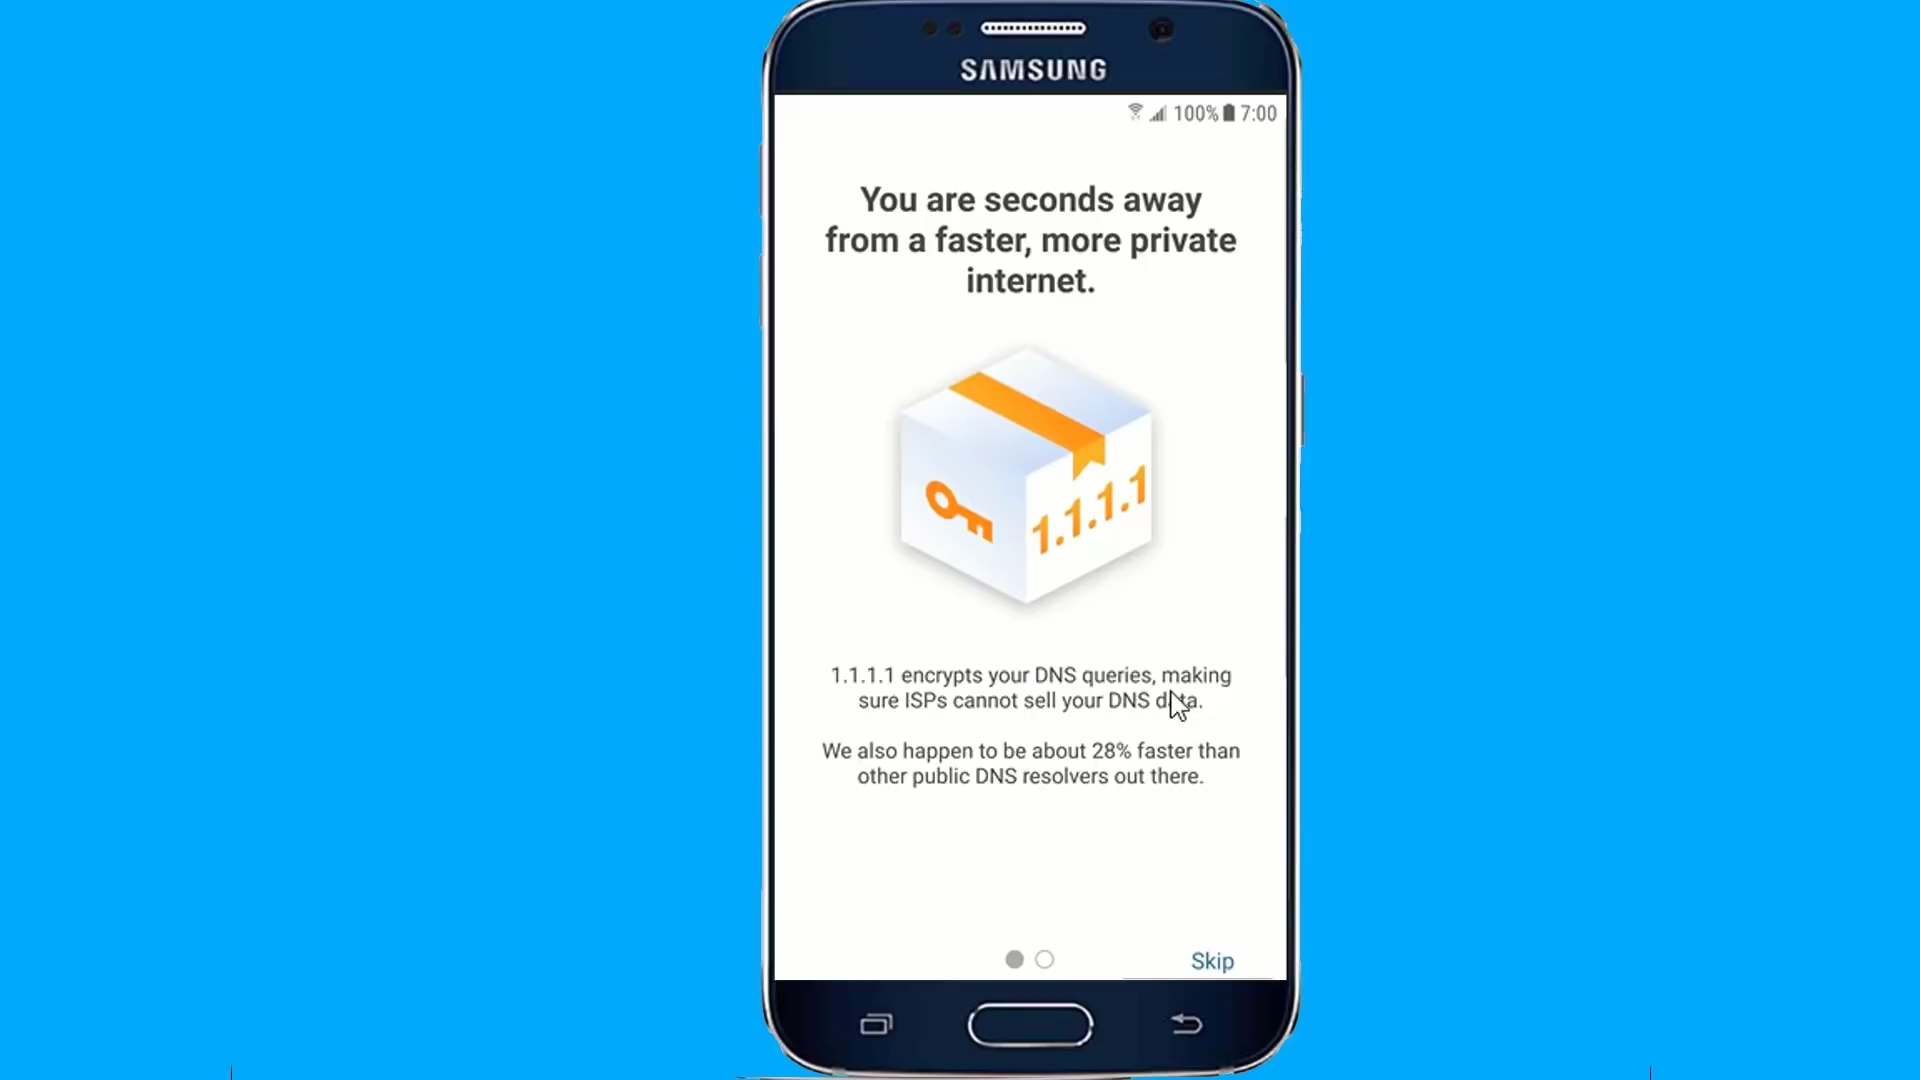 SAMSUNG
100% 7:00
You are seconds away
from a faster, more private
internet.
1.1.1.1
1.1.1.1 encrypts your DNS queries, making
sure ISPs cannot sell your DNS data.
We also happen to be about 28% faster than
other public DNS resolvers out there.
Skip